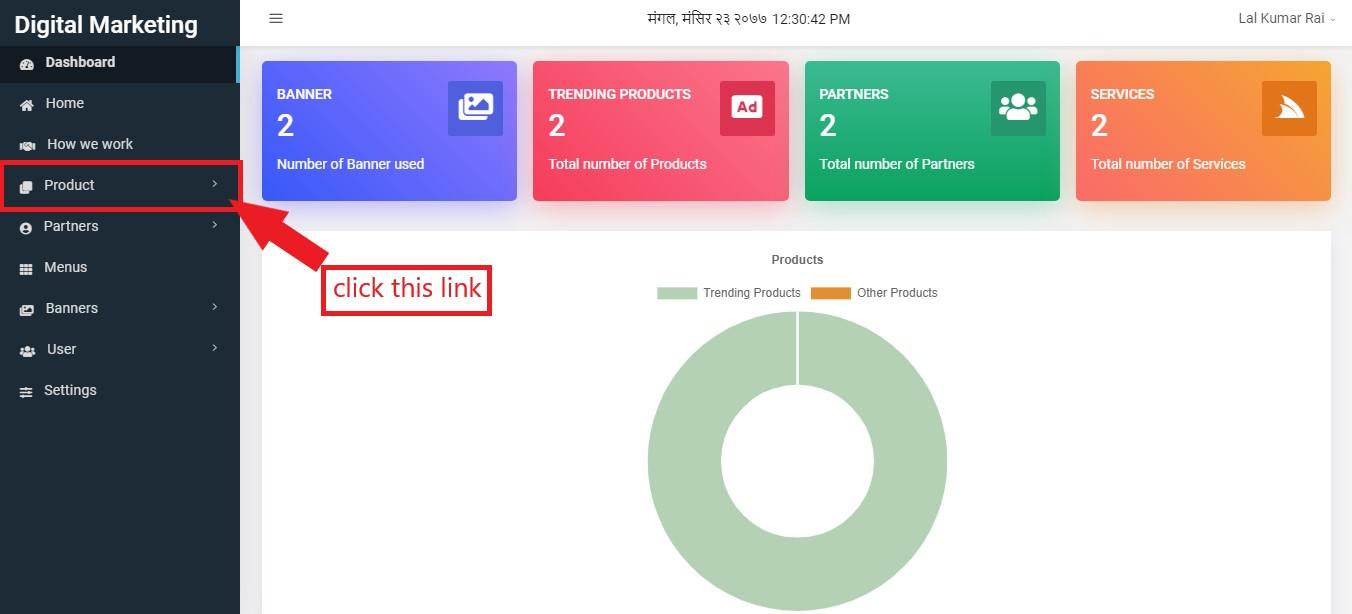 Digital Marketing
मंगल, मंसिर २३ २०७७ 12:30:42 PM
Lal Kumar Rai
Dashboard
Home
How we work
Product
Partners
Menus
Banners
User
Settings
BANNER
2
Number of Banner used
TRENDING PRODUCTS
2
Total number of Products
Ad
PARTNERS
2
Total number of Partners
SERVICES
2
Total number of Services
click this link
Products
Trending Products
Other Products